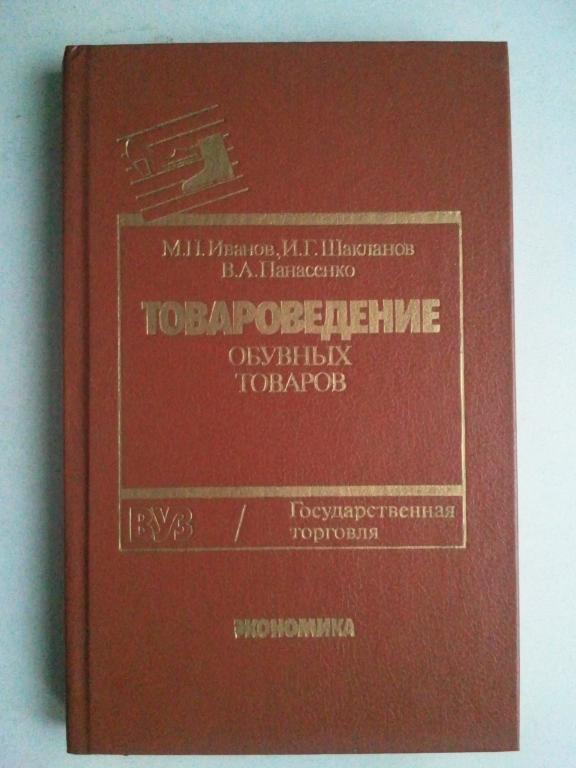 М.П. Иванов, И.Г. Шакланов
В.А. Панасенко
ТОВАРОВЕДЕНИЕ
ОБУВНЫХ
ТОВАРОВ
ВУЗ / Государственная
торговля
ЭКОНОМИКА